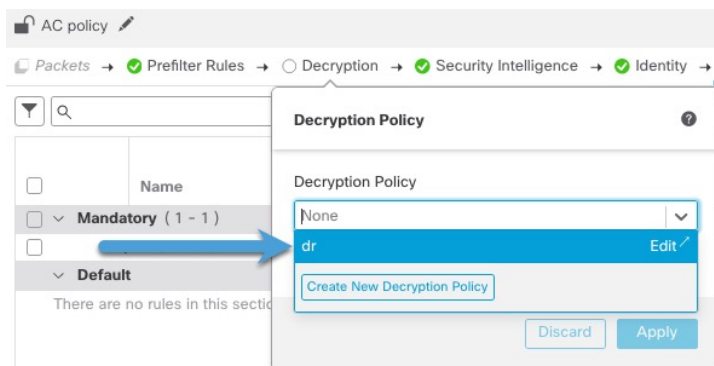 AC policy
Packets → Prefilter Rules → Decryption → Security Intelligence → Identity →
Decryption Policy
Name
Decryption Policy
None
Mandatory (1 - 1)
dr Edit
Default
Create New Decryption Policy
There are no rules in this sectio
Discard Apply